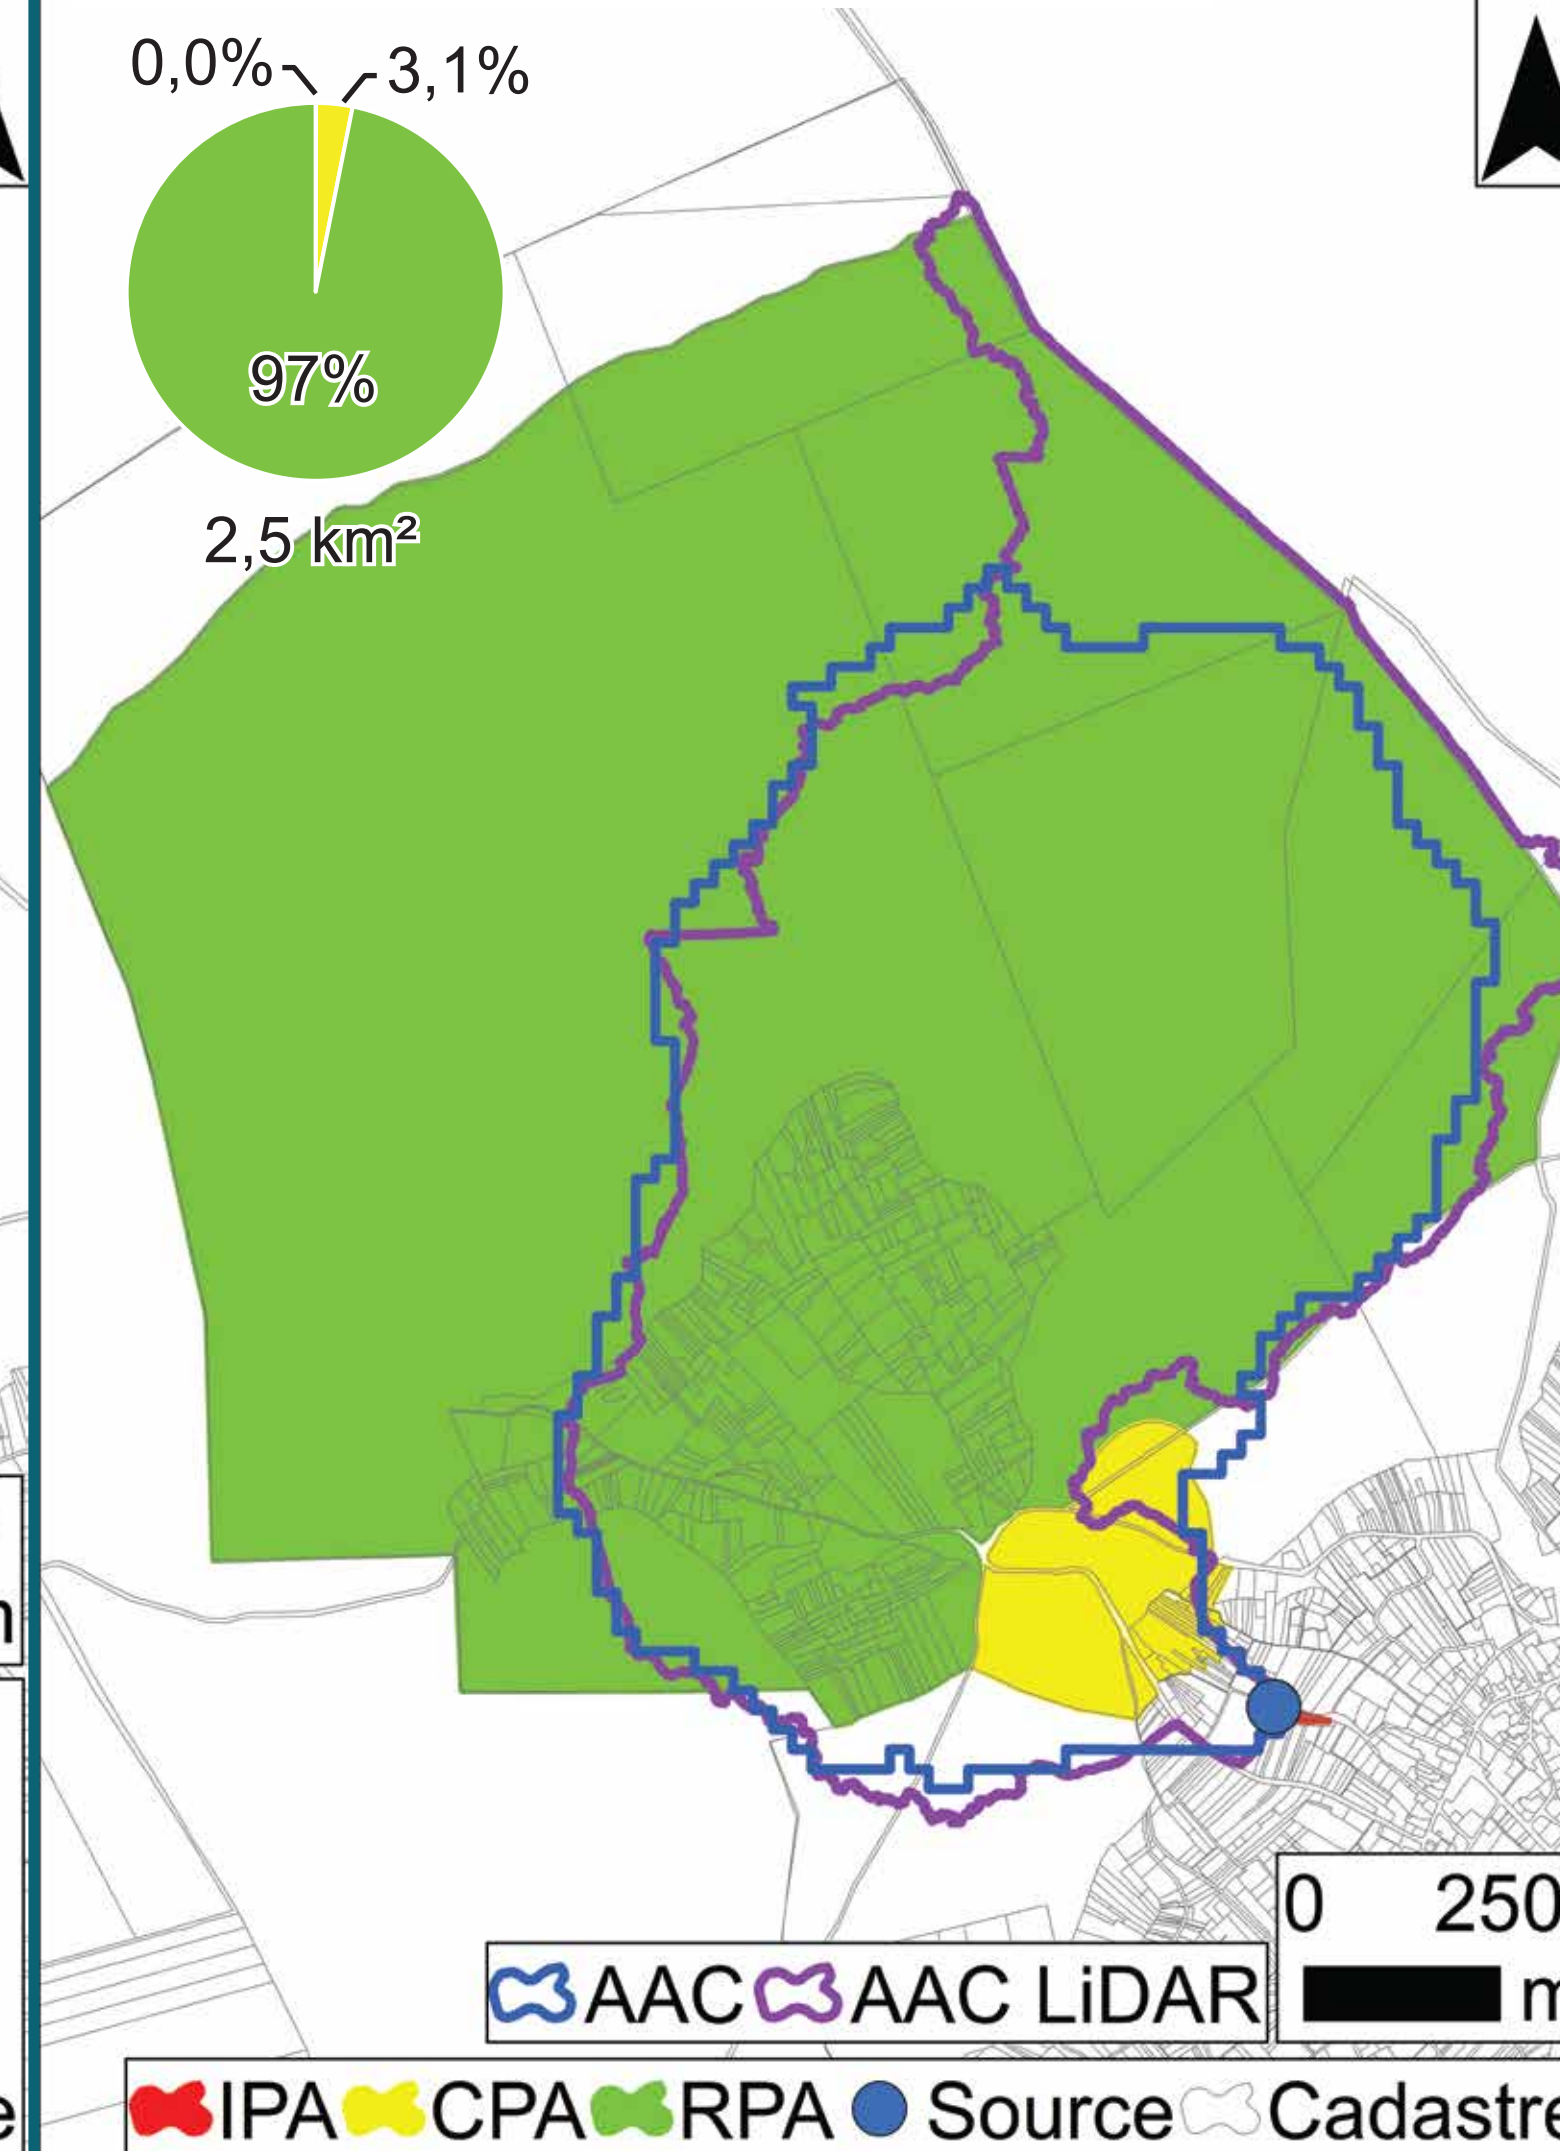 0,0% 3,1%
97%
2,5 km²
0 250
m
AAC AAC LiDAR
IPA CPA RPA Source Cadastre